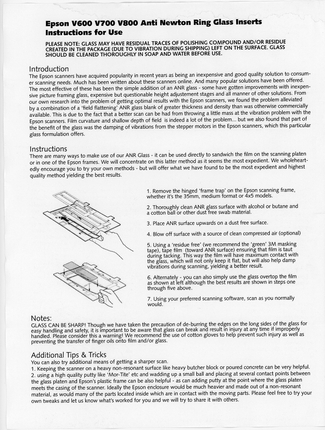 Epson V600 V700 V800 Anti Newton Ring Glass Inserts
Instructions for Use
PLEASE NOTE: GLASS MAY HAVE RESIDUAL TRACES OF POLISHING COMPOUND AND/OR RESIDUE
CREATED IN THE PACKAGE (DUE TO VIBRATION DURING SHIPPING) LEFT ON THE SURFACE. GLASS
SHOULD BE CLEANED THOROUGHLY IN SOAP AND WATER BEFORE USE.
Introduction
The Epson scanners have acquired popularity in recent years as being an inexpensive and good quality solution to consum-
er scanning needs. Much has been written about these scanners online. And many popular solutions have been offered.
The most effective of these has been the simple addition of an ANR glass - some have gotten improvements with inexpen-
sive picture framing glass, expensive but questionable height adjustement stages and all manner of other solutions. From
our own research into the problem of getting optimal results with the Epson scanners, we found the problem alleviated
by a combination of a 'field flattening' ANR glass blank of greater thickness and density than was otherwise commercially
available. This is due to the fact that a better scan can be had from throwing a little mass at the vibration problem with the
Epson scanners. Film curvature and shallow depth of field is indeed a lot of the problem... but we also found that part of
the benefit of the glass was the damping of vibrations from the stepper motors in the Epson scanners, which this particular
glass formulation offers.
Instructions
There are many ways to make use of our ANR Glass - it can be used directly to sandwich the film on the scanning platen
or in one of the Epson frames. We will concentrate on this latter method as it seems the most expedient. We wholeheart-
edly encourage you to try your own methods - but will offer what we have found to be the most expedient and highest
quality method yielding the best results.
1. Remove the hinged 'frame trap' on the Epson scanning frame,
whether it's the 35mm, medium format or 4x5 models.
2. Thoroughly clean ANR glass surface with alcohol or butane and
a cotton ball or other dust free swab material.
3. Place ANR surface upwards on a dust free surface.
4. Blow off surface with a source of clean compressed air (optional)
5. Using a 'residue free' (we recommend the 'green' 3M masking
tape), tape film (toward ANR surface) ensuring that film is taut
during tacking. This way the film will have maximum contact with
the glass, which will not only keep it flat, but will also help damp
vibrations during scanning, yielding a better result.
6. Alternately - you can also simply use the glass overtop the film
as shown at left although the best results are shown in steps one
through five above.
7. Using your preferred scanning software, scan as you normally
would.
Notes:
GLASS CAN BE SHARP! Though we have taken the precaution of de-burring the edges on the long sides of the glass for
easy handling and safety, it is important to be aware that glass can break and result in injury at any time if improperly
handled. Please consider this a warning! We recommend the use of cotton gloves to help prevent such injury as well as
preventing the transfer of finger oils onto film and/or glass.
Additional Tips & Tricks
You can also try additional means of getting a sharper scan.
1. Keeping the scanner on a heavy non-resonant surface like heavy butcher block or pound concrete can be very helpful.
2. using a high quality putty like 'Mor-Tite' etc and wadding up a small ball and placing at several contact points between
the glass platen and Epson's plastic frame can be also helpful - as can adding putty at the point where the glass platen
meets the casing of the scanner. Ideally the Epson enclosure would be much heavier and made out of a non-resonant
material, as would many of the parts located inside which are in contact with the moving parts. Please feel free to try your
own tweaks and let us know what's worked for you and we will try to share it with others.